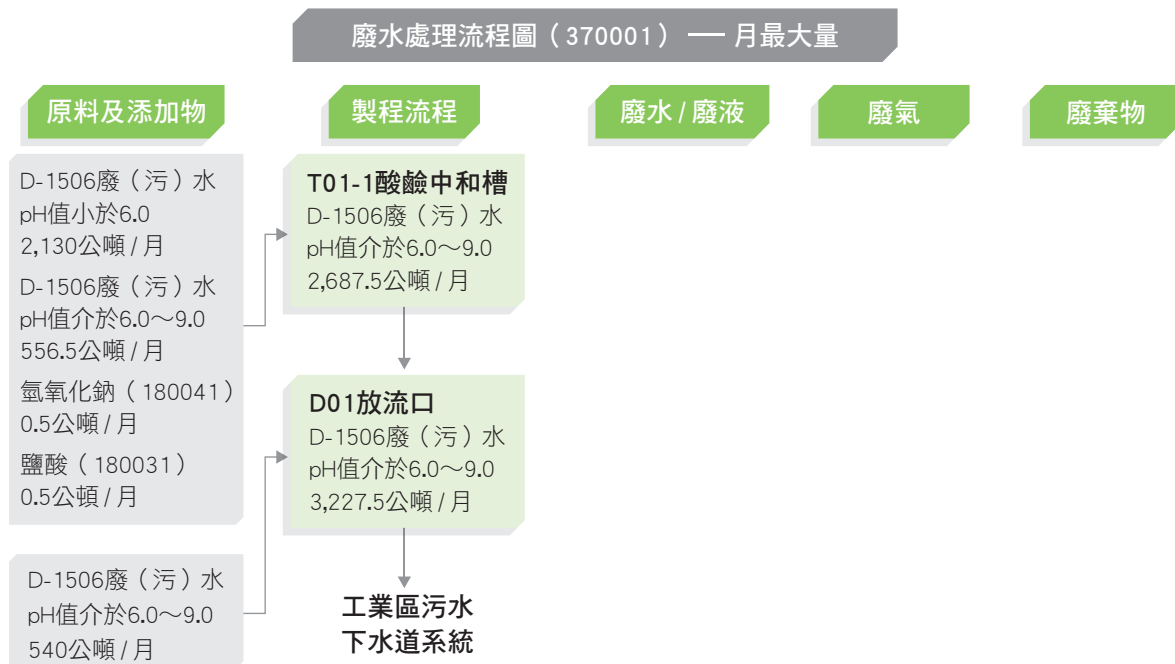 廢水處理流程圖（370001）── 月最大量
原料及添加物
製程流程
廢水 / 廢液
廢氣
廢棄物
D-1506廢（污）水
pH值小於6.0
2,130公噸 / 月
D-1506廢（污）水
pH值介於6.0～9.0
556.5公噸 / 月
氫氧化鈉（180041）
0.5公噸 / 月
鹽酸（180031）
0.5公頓 / 月
D-1506廢（污）水
pH值介於6.0～9.0
540公噸 / 月
T01-1酸鹼中和槽
D-1506廢（污）水
pH值介於6.0～9.0
2,687.5公噸 / 月
D01放流口
D-1506廢（污）水
pH值介於6.0～9.0
3,227.5公噸 / 月
工業區污水
下水道系統